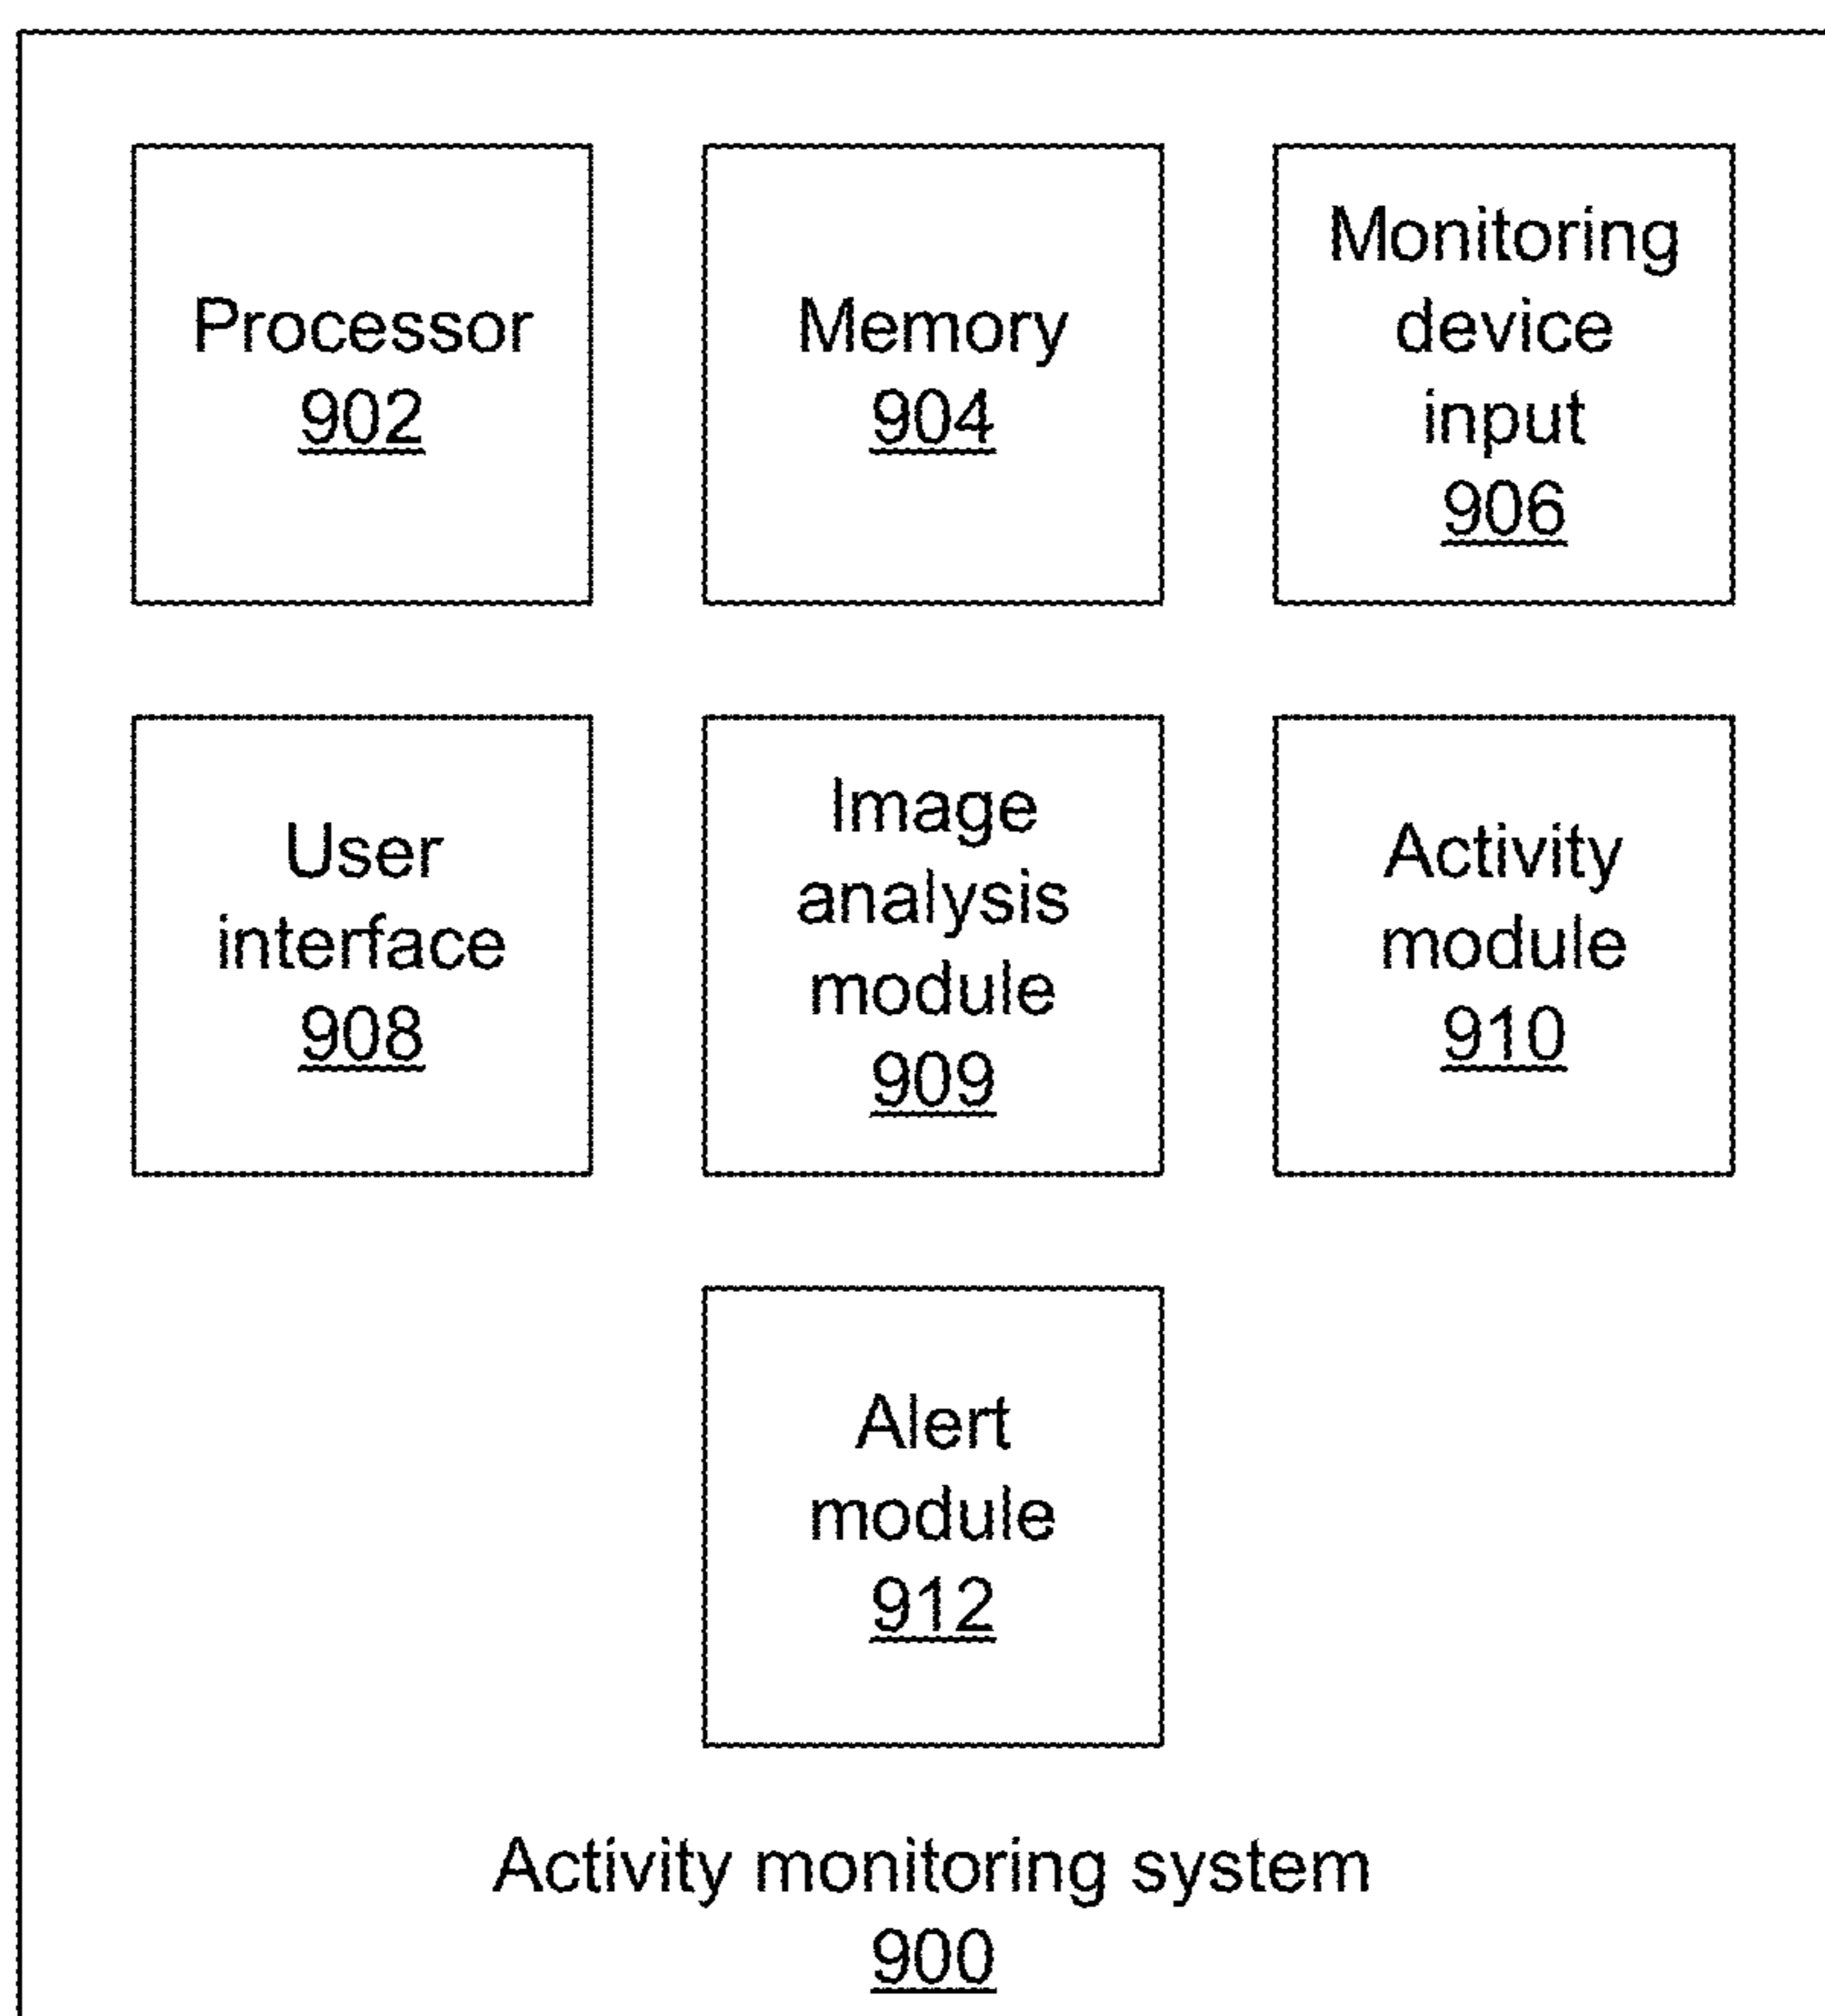 Processor
902
Memory
904
Monitoring
device
input
906
User
interface
908
Image
analysis
module
909
Activity
module
910
Alert
module
912
Activity monitoring system
900